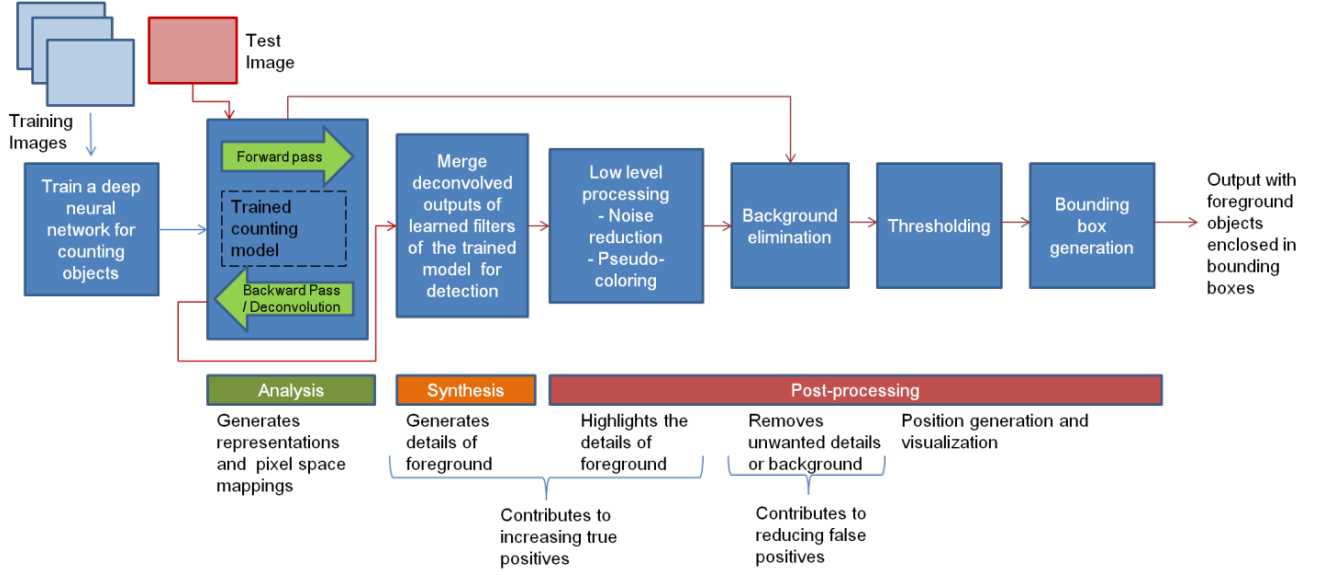 Test
Image
Training
Images
Train a deep
neural
network for
counting
objects
Forward pass
Trained
counting
model
Backward Pass
/ Deconvolution
Merge
deconvolved
outputs of
learned filters
of the trained
model for
detection
Low level
processing
- Noise
reduction
- Pseudo-
coloring
Background
elimination
Thresholding
Bounding
box
generation
Output with
foreground
objects
enclosed in
bounding
boxes
Analysis
Synthesis
Post-processing
Generates
representations
and pixel space
mappings
Generates
details of
foreground
Highlights the
details of
foreground
Removes
unwanted details
or background
Position generation and
visualization
Contributes to
increasing true
positives
Contributes to
reducing false
positives